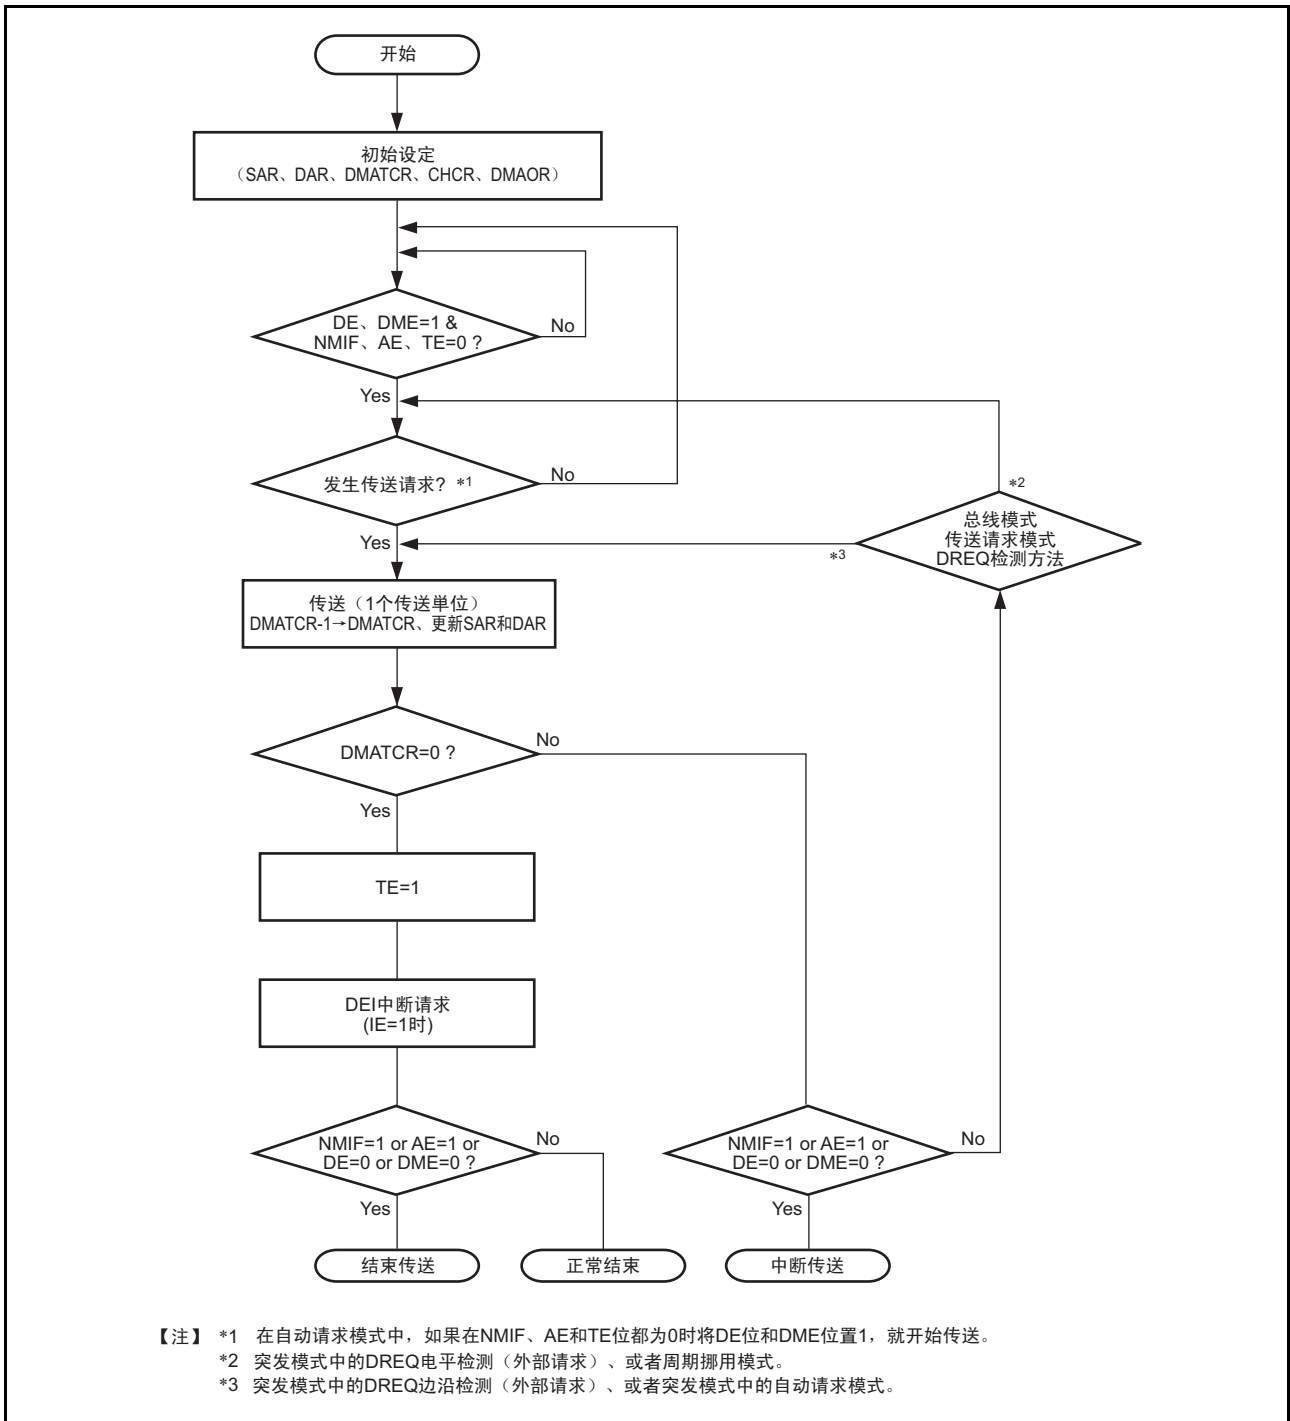 开始
初始设定
（SAR、DAR、DMATCR、CHCR、DMAOR）
DE、DME=1 &
NMIF、AE、TE=0 ?
No
Yes
发生传送请求? *1
No
*2
总线模式
传送请求模式
DREQ检测方法
Yes
*3
传送（1个传送単位）
DMATCR-1→DMATCR、更新SAR和DAR
DMATCR=0 ?
No
Yes
TE=1
DEI中断请求
(IE=1时)
NMIF=1 or AE=1 or
DE=0 or DME=0 ?
No
NMIF=1 or AE=1 or
DE=0 or DME=0 ?
No
Yes
Yes
结束传送
正常结束
中断传送
【注】 *1 在自动请求模式中，如果在NMIF、AE和TE位都为0时将DE位和DME位置1，就开始传送。
*2 突发模式中的DREQ电平检测（外部请求）、或者周期挪用模式。
*3 突发模式中的DREQ边沿检测（外部请求）、或者突发模式中的自动请求模式。